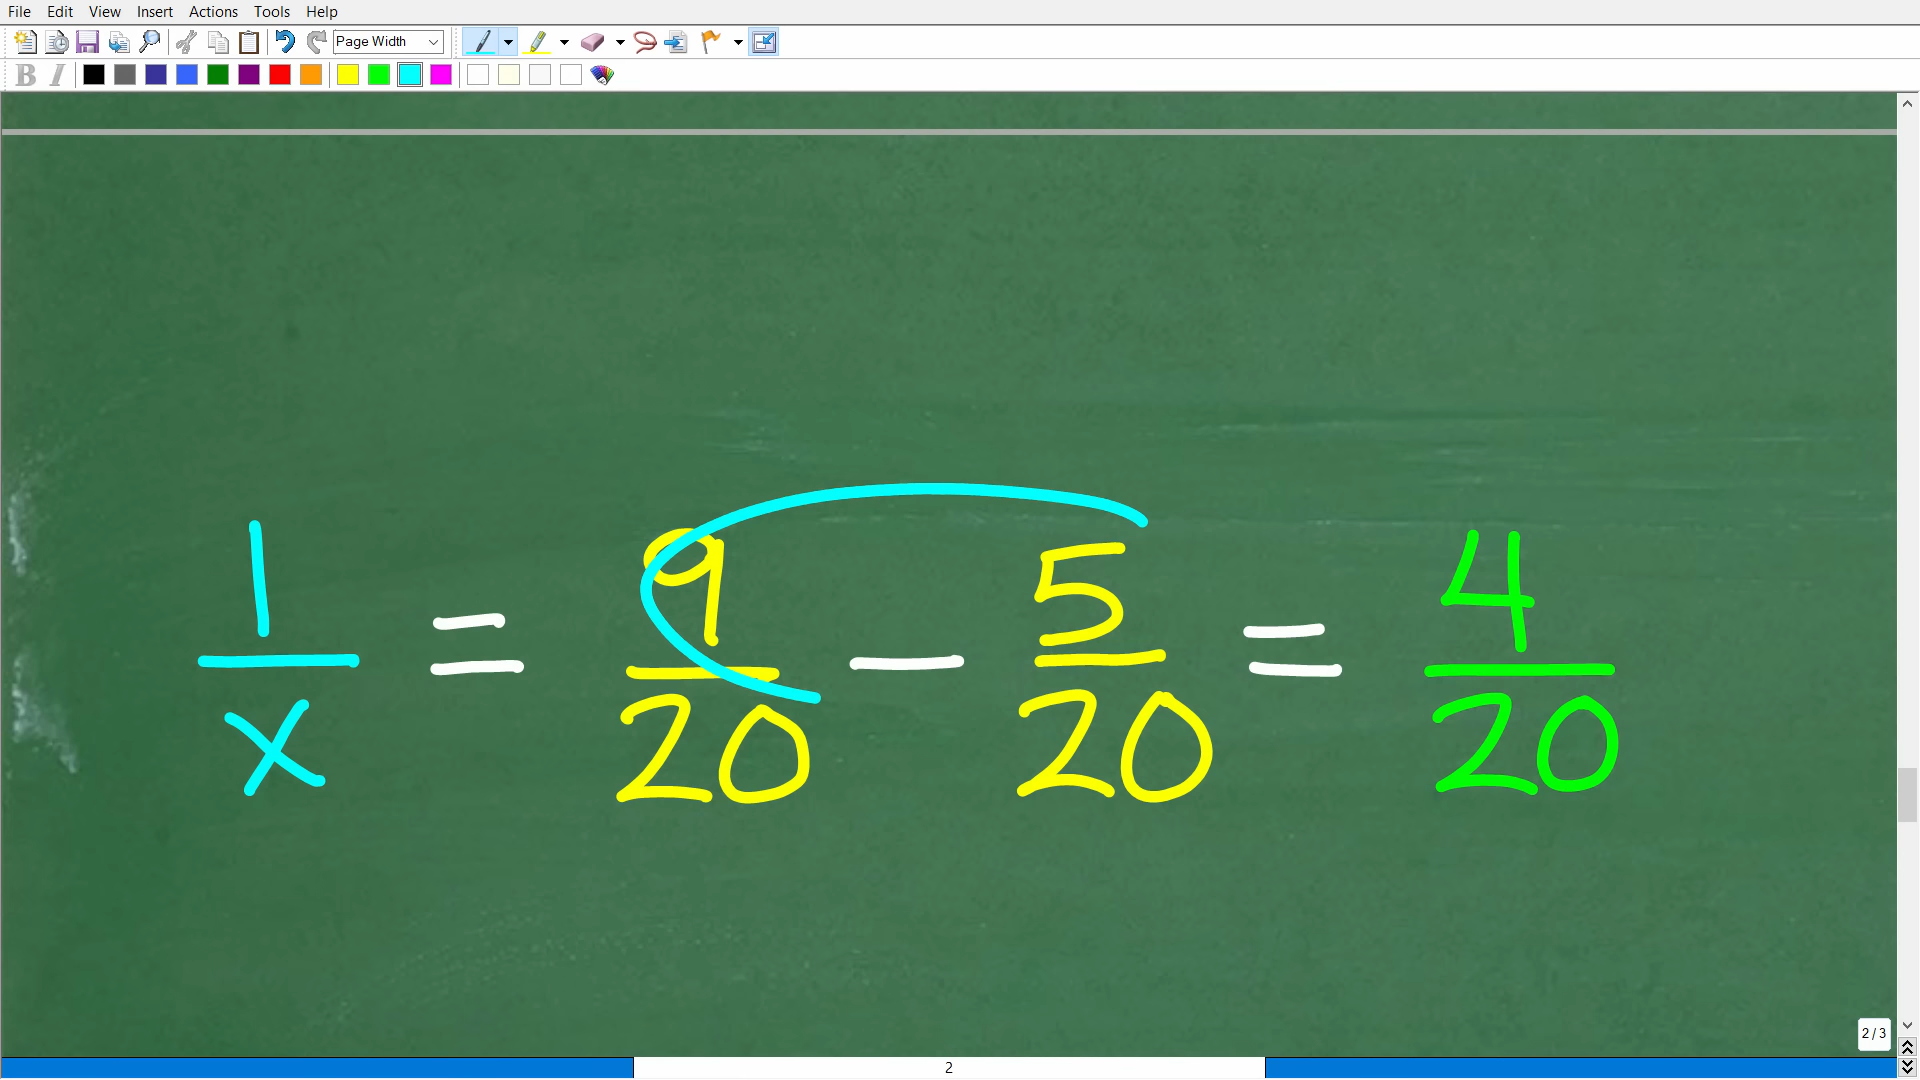 File Edit View Insert Actions Tools Help
Page Width
B I
1/x = 9/20 — 5/20 = 4/20
2 / 3
2